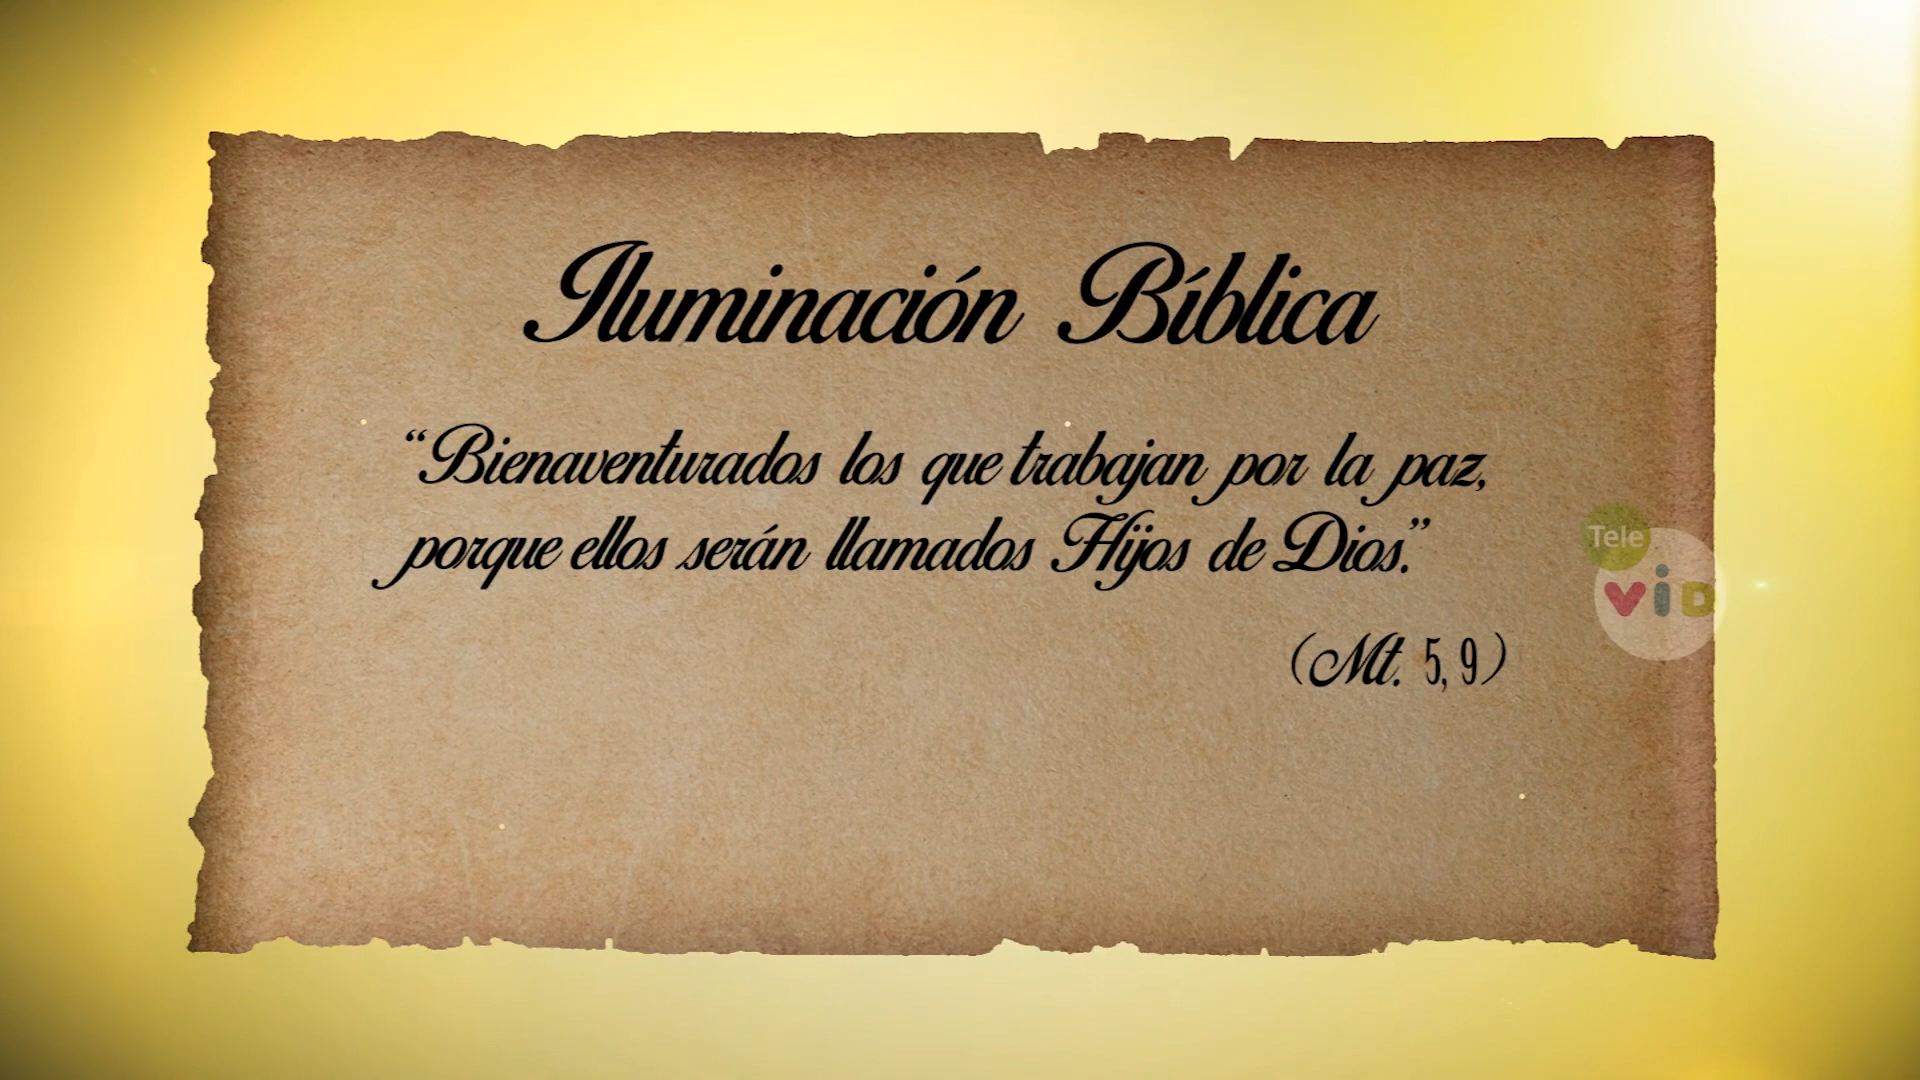 Iluminación Bíblica
“Bienaventurados los que trabajan por la paz,
porque ellos serán llamados Hijos de Dios.”
(Mt. 5, 9)
Tele
ViD